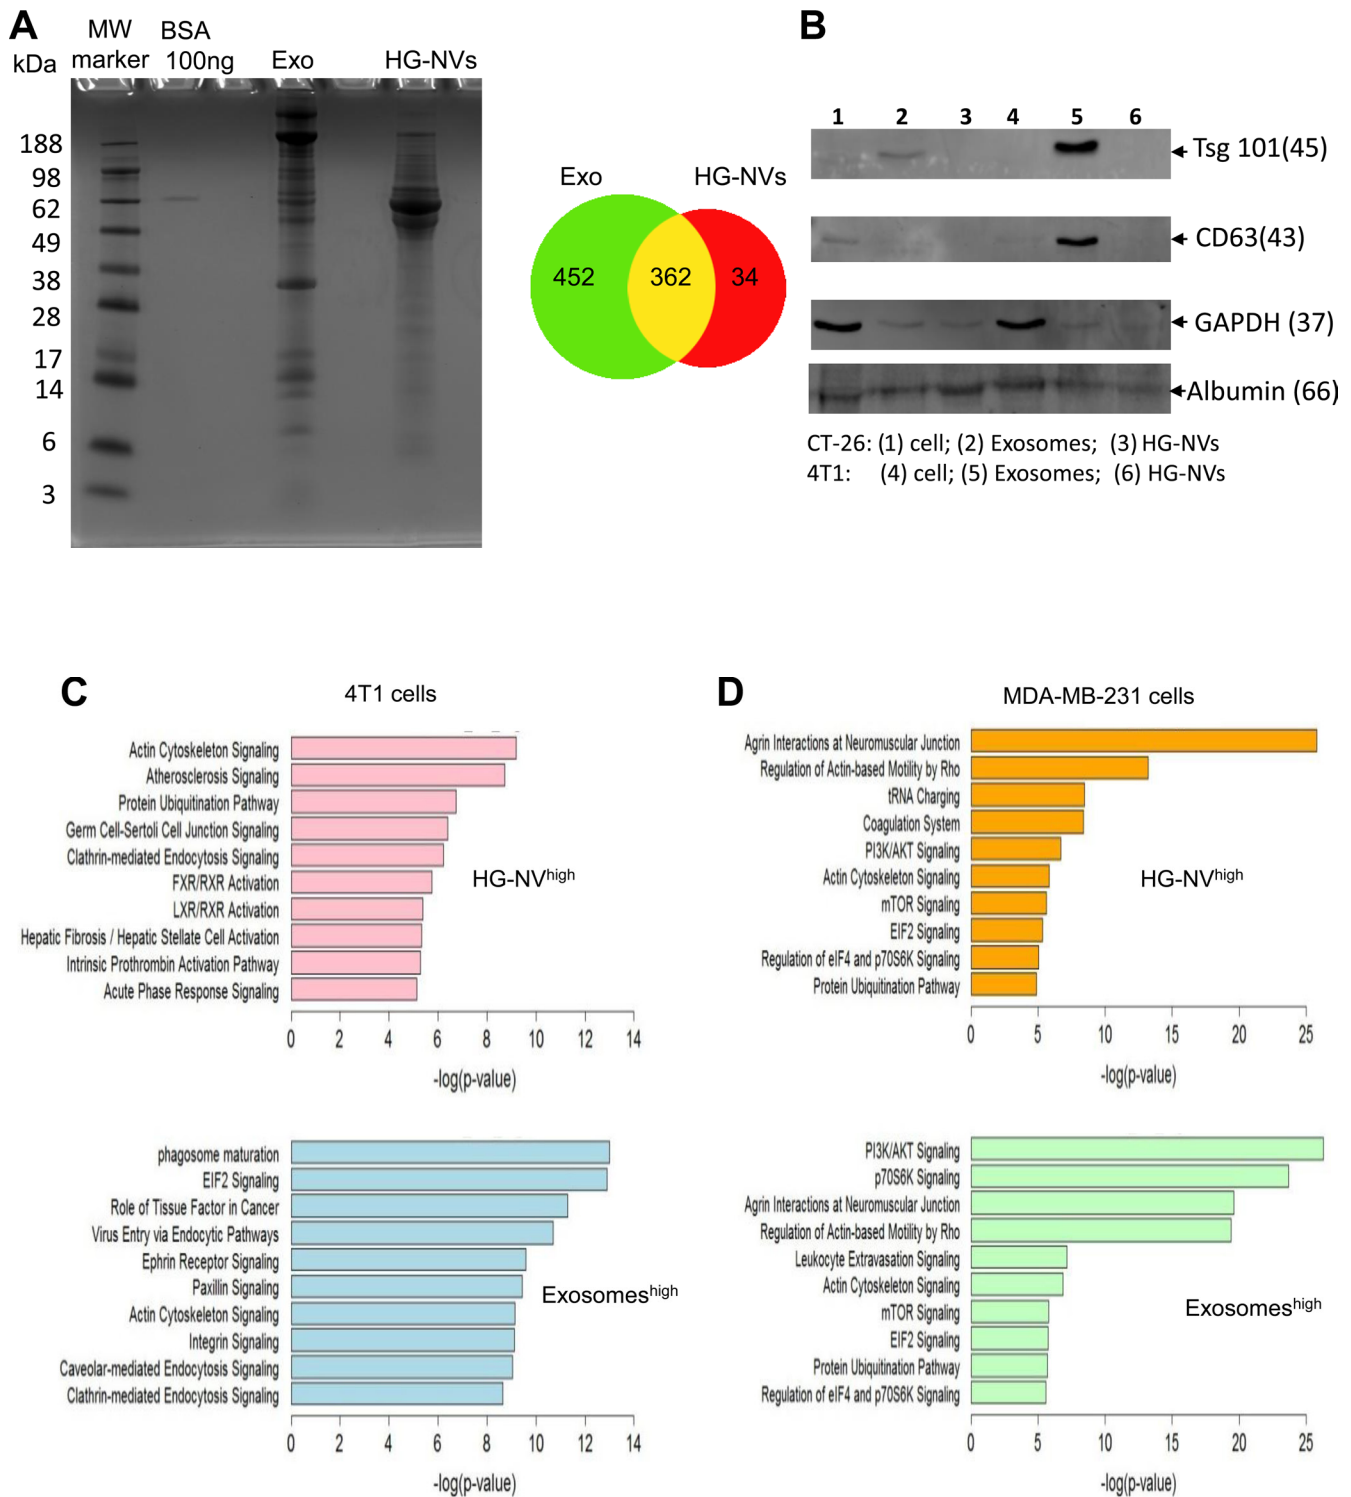 A
MW marker
BSA 100ng
Exo
HG-NVs
kDa
188
98
62
49
38
28
17
14
6
3
Exo
HG-NVs
452
362
34
B
1 2 3 4 5 6
Tsg 101(45)
CD63(43)
GAPDH (37)
Albumin (66)
CT-26: (1) cell; (2) Exosomes; (3) HG-NVs
4T1: (4) cell; (5) Exosomes; (6) HG-NVs
C
4T1 cells
Actin Cytoskeleton Signaling
Atherosclerosis Signaling
Protein Ubiquitination Pathway
Germ Cell-Sertoli Cell Junction Signaling
Clathrin-mediated Endocytosis Signaling
FXR/RXR Activation
LXR/RXR Activation
Hepatic Fibrosis / Hepatic Stellate Cell Activation
Intrinsic Prothrombin Activation Pathway
Acute Phase Response Signaling
HG-NVhigh
0 2 4 6 8 10 12 14
-log(p-value)
phagosome maturation
EIF2 Signaling
Role of Tissue Factor in Cancer
Virus Entry via Endocytic Pathways
Ephrin Receptor Signaling
Paxillin Signaling
Actin Cytoskeleton Signaling
Integrin Signaling
Caveolar-mediated Endocytosis Signaling
Clathrin-mediated Endocytosis Signaling
Exosomeshigh
0 2 4 6 8 10 12 14
-log(p-value)
D
MDA-MB-231 cells
Agrin Interactions at Neuromuscular Junction
Regulation of Actin-based Motility by Rho
tRNA Charging
Coagulation System
PI3K/AKT Signaling
Actin Cytoskeleton Signaling
mTOR Signaling
EIF2 Signaling
Regulation of eIF4 and p70S6K Signaling
Protein Ubiquitination Pathway
HG-NVhigh
0 5 10 15 20 25
-log(p-value)
PI3K/AKT Signaling
p70S6K Signaling
Agrin Interactions at Neuromuscular Junction
Regulation of Actin-based Motility by Rho
Leukocyte Extravasation Signaling
Actin Cytoskeleton Signaling
mTOR Signaling
EIF2 Signaling
Protein Ubiquitination Pathway
Regulation of eIF4 and p70S6K Signaling
Exosomeshigh
0 5 10 15 20 25
-log(p-value)